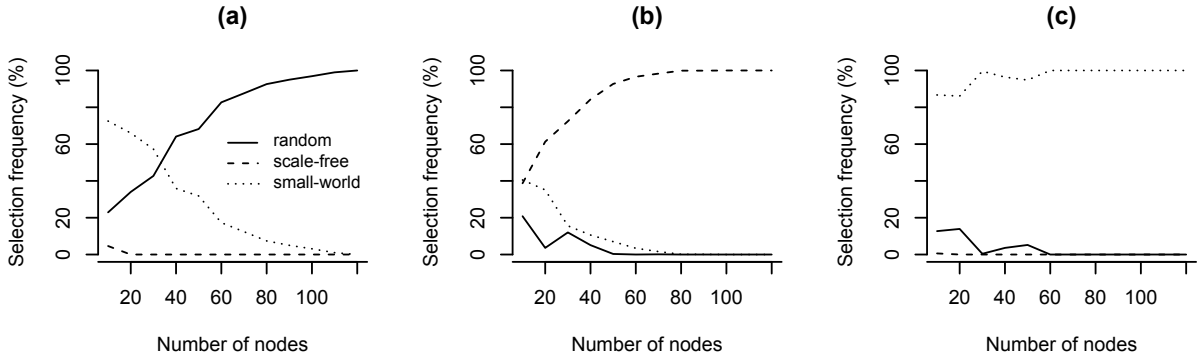 (a)
Selection frequency (%)
0 20 60 100
random
scale-free
small-world
20 40 60 80 100
Number of nodes
(b)
Selection frequency (%)
0 20 60 100
20 40 60 80 100
Number of nodes
(c)
Selection frequency (%)
0 20 60 100
20 40 60 80 100
Number of nodes